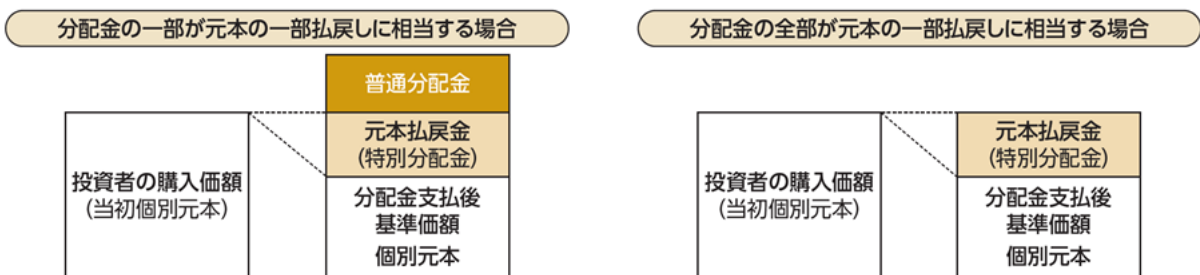 分配金の一部が元本の一部払戻しに相当する場合
普通分配金
元本払戻金
(特別分配金)
投資者の購入価額
(当初個別元本)
分配金支払後
基準価額
個別元本
分配金の全部が元本の一部払戻しに相当する場合
元本払戻金
(特別分配金)
投資者の購入価額
(当初個別元本)
分配金支払後
基準価額
個別元本